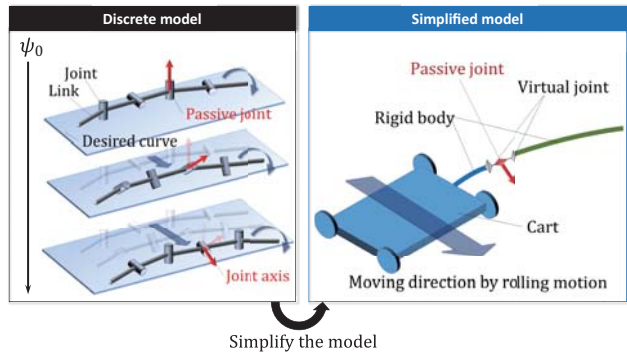 Discrete model
ψ0
Joint
Link
Passive joint
Desired curve
Joint axis
Simplified model
Passive joint
Virtual joint
Rigid body
Cart
Moving direction by rolling motion
Simplify the model